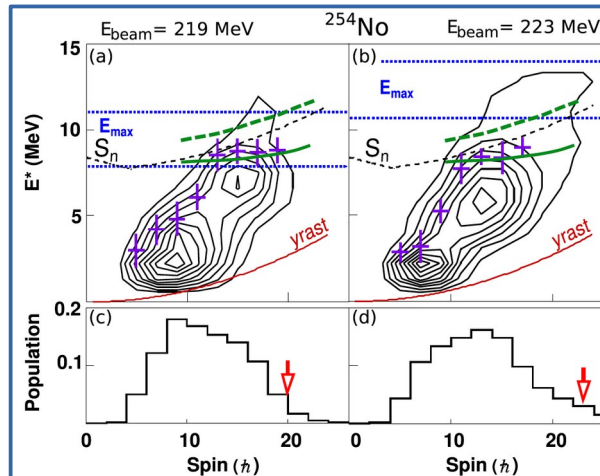 E_beam = 219 MeV ²⁵⁴No E_beam = 223 MeV
15 (a) (b)
E_max
10 S_n S_n E_max
E* (MeV)
5
yrast yrast
0.2 (c) (d)
0.1
Population
0 10 20 0 10 20
Spin (ħ) Spin (ħ)